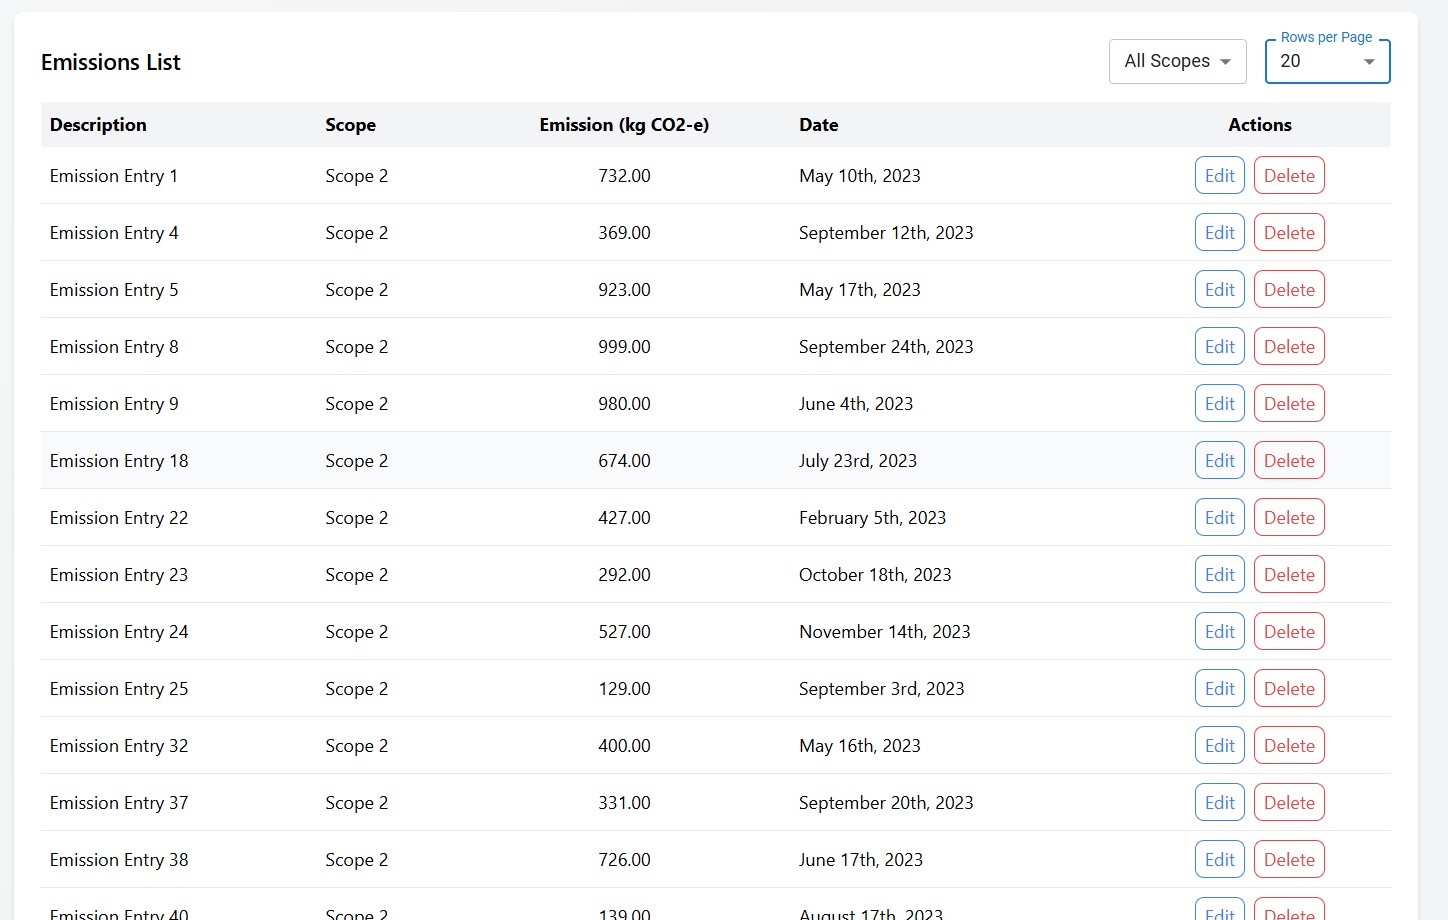 Emissions List
All Scopes
Rows per Page
20
Description Scope Emission (kg CO2-e) Date Actions
Emission Entry 1 Scope 2 732.00 May 10th, 2023 Edit Delete
Emission Entry 4 Scope 2 369.00 September 12th, 2023 Edit Delete
Emission Entry 5 Scope 2 923.00 May 17th, 2023 Edit Delete
Emission Entry 8 Scope 2 999.00 September 24th, 2023 Edit Delete
Emission Entry 9 Scope 2 980.00 June 4th, 2023 Edit Delete
Emission Entry 18 Scope 2 674.00 July 23rd, 2023 Edit Delete
Emission Entry 22 Scope 2 427.00 February 5th, 2023 Edit Delete
Emission Entry 23 Scope 2 292.00 October 18th, 2023 Edit Delete
Emission Entry 24 Scope 2 527.00 November 14th, 2023 Edit Delete
Emission Entry 25 Scope 2 129.00 September 3rd, 2023 Edit Delete
Emission Entry 32 Scope 2 400.00 May 16th, 2023 Edit Delete
Emission Entry 37 Scope 2 331.00 September 20th, 2023 Edit Delete
Emission Entry 38 Scope 2 726.00 June 17th, 2023 Edit Delete
Emission Entry 40 Scope 2 139.00 August 17th, 2023 Edit Delete